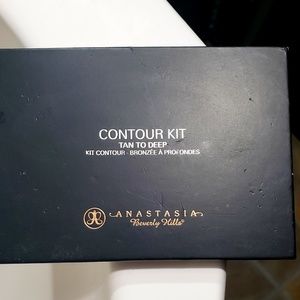 CONTOUR KIT
TAN TO DEEP
KIT CONTOUR - BRONZÉE À PROFONDES
ANASTASIA
Beverly Hills®